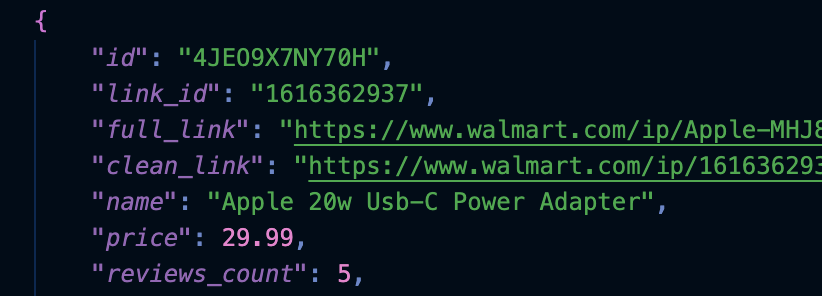 {
"id": "4JEO9X7NY70H",
"link_id": "1616362937",
"full_link": "https://www.walmart.com/ip/Apple-MHJ8
"clean_link": "https://www.walmart.com/ip/161636293
"name": "Apple 20w Usb-C Power Adapter",
"price": 29.99,
"reviews_count": 5,